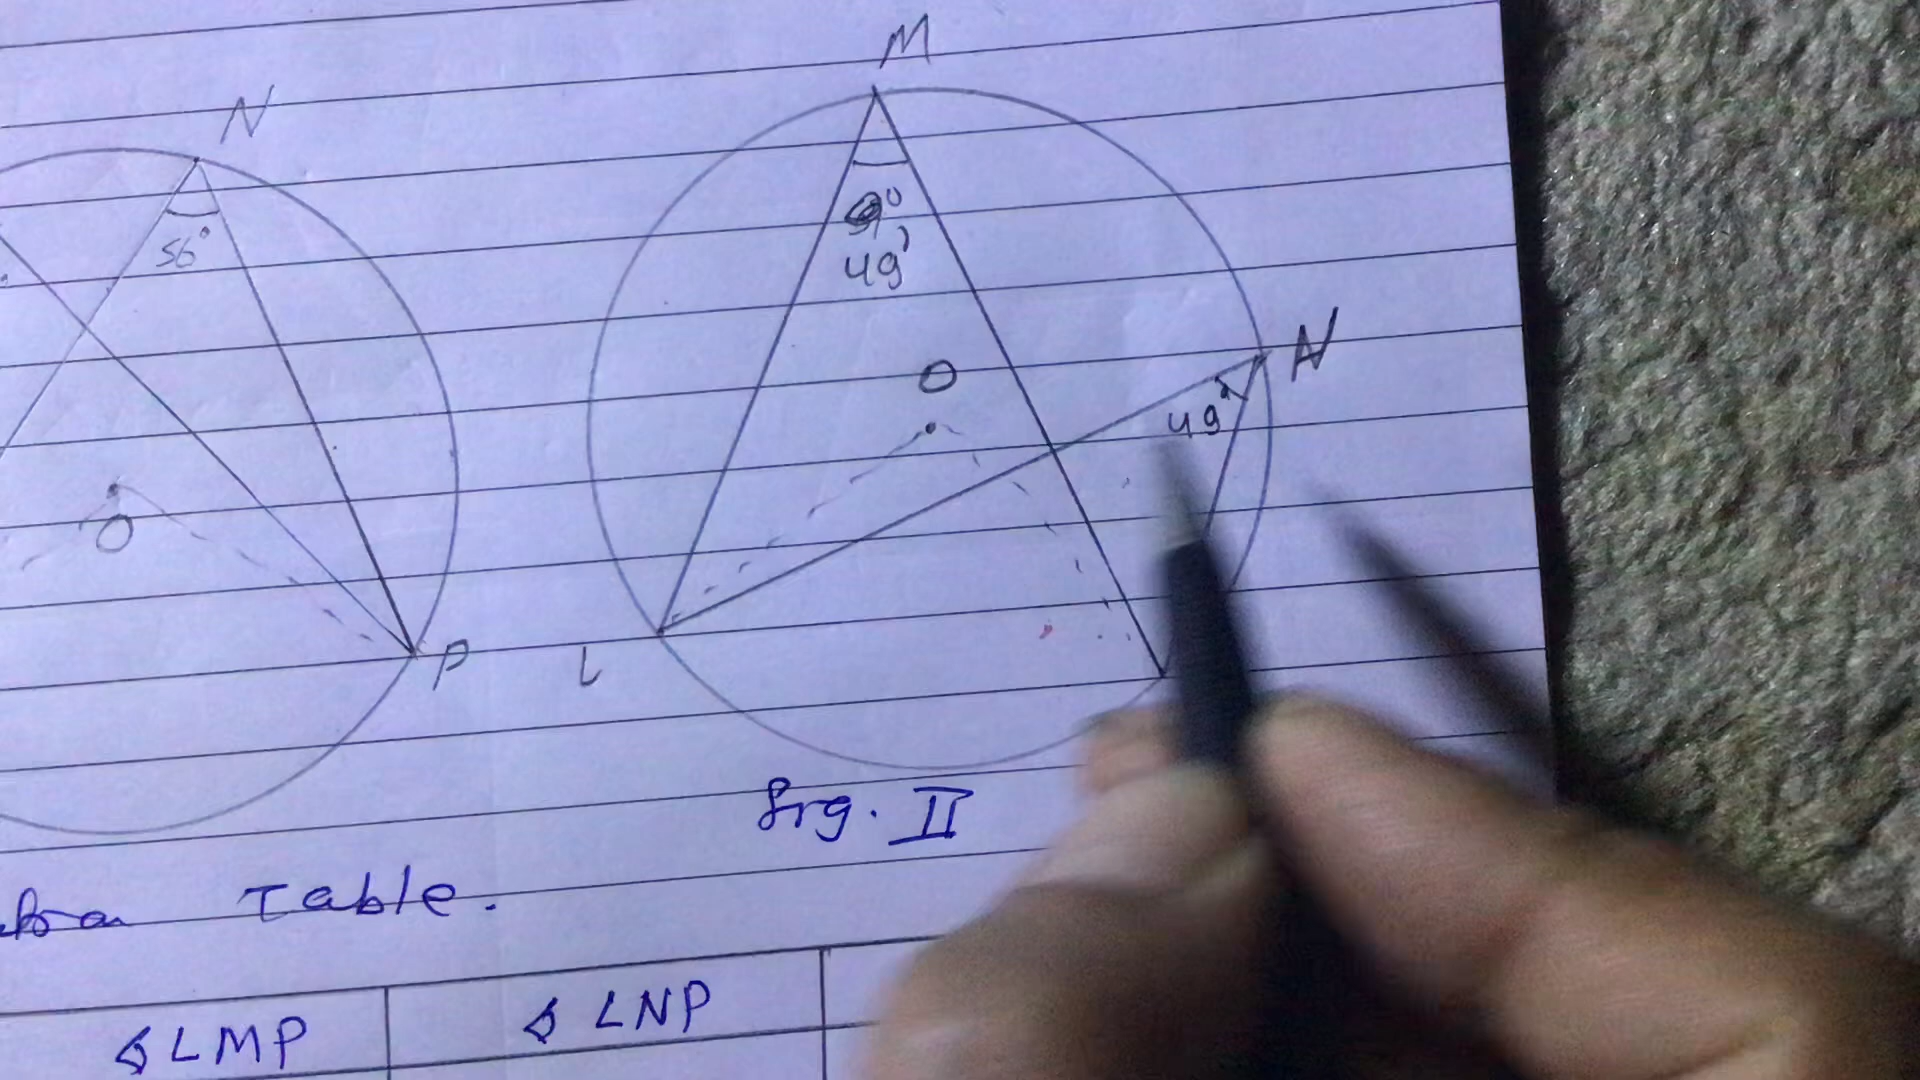 M
N
56°
49°
O
N
49°
O
P
L
fig. II
Table.
∢ LMP
∢ LNP